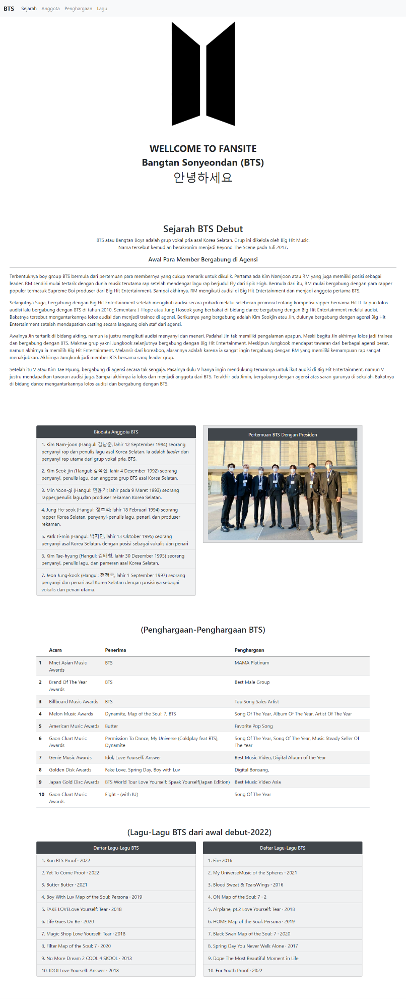 BTS Sejarah Anggota Penghargaan Lagu
WELLCOME TO FANSITE
Bangtan Sonyeondan (BTS)
안녕하세요
Sejarah BTS Debut
BTS atau Bangtan Boys adalah grup vokal pria asal Korea Selatan. Grup ini dikelola oleh Big Hit Music.
Nama tersebut kemudian berakronim menjadi Beyond The Scene pada Juli 2017.
Awal Para Member Bergabung di Agensi
Terbentuknya boy group BTS bermula dari pertemuan para membernya yang cukup menarik untuk dikulik. Pertama ada Kim Namjoon atau RM yang juga memiliki posisi sebagai
leader. RM sendiri mulai tertarik dengan dunia musik terutama rap setelah mendengar lagu rap berjudul Fly dari Epik High. Bermula dari itu, RM mulai bergabung dengan para rapper
populer termasuk Supreme Boi produser dari Big Hit Entertainment. Sampai akhirnya, RM mengikuti audisi di Big Hit Entertainment dan menjadi anggota pertama BTS.
Selanjutnya Suga, bergabung dengan Big Hit Entertainment setelah mengikuti audisi secara pribadi melalui seleberan promosi tentang kompetisi rapper bernama Hit It. Ia pun lolos
audisi lalu bergabung dengan BTS di tahun 2010. Sementara J-Hope atau Jung Hoseok yang berbakat di bidang dance bergabung dengan Big Hit Entertainment melalui audisi.
Bakatnya tersebut mengantarkannya lolos audisi dan menjadi trainee di agensi. Berikutnya yang bergabung adalah Kim Seokjin atau Jin, dulunya bergabung dengan agensi Big Hit
Entertainment setelah mendapatkan casting secara langsung oleh staf dari agensi.
Awalnya Jin tertarik di bidang akting, namun ia justru mengikuti audisi menyanyi dan menari. Padahal Jin tak memiliki pengalaman apapun. Meski begitu Jin akhirnya lolos jadi trainee
dan bergabung dengan BTS. Maknae grup yakni Jungkook selanjutnya bergabung dengan Big Hit Entertainment. Meskipun Jungkook mendapat tawaran dari berbagai agensi besar,
namun akhirnya ia memilih Big Hit Entertainment. Melansir dari koreaboo, alasannya adalah karena ia sangat ingin tergabung dengan RM yang memiliki kemampuan rap sangat
menakjubkan. Akhirnya Jungkook jadi member BTS bersama sang leader grup.
Setelah itu V atau Kim Tae Hyung, bergabung di agensi secara tak sengaja. Pasalnya dulu V hanya ingin mendukung temannya untuk ikut audisi di Big Hit Entertainment, namun V
justru mendapatkan tawaran audisi juga. Sampai akhirnya ia lolos dan menjadi anggota dari BTS. Terakhir ada Jimin, bergabung dengan agensi atas saran gurunya di sekolah. Bakatnya
di bidang dance mengantarkannya lolos audisi dan bergabung dengan BTS.
Biodata Anggota BTS
1. Kim Nam-joon (Hangul: 김남준, lahir 12 September 1994) seorang
penyanyi rap dan penulis lagu asal Korea Selatan. Ia adalah leader dan
penyanyi rap utama dari grup vokal pria, BTS.
2. Kim Seok-jin (Hangul: 김석진, lahir 4 Desember 1992) seorang
penyanyi, penulis lagu, dan anggota grup BTS asal Korea Selatan.
3. Min Yoon-gi (Hangul: 민윤기; lahir pada 9 Maret 1993) seorang
rapper,penulis lagu,dan produser rekaman Korea Selatan.
4. Jung Ho-seok (Hangul: 정호석; lahir 18 Februari 1994) seorang
rapper Korea Selatan, penyanyi-penulis lagu, penari, dan produser
rekaman.
5. Park Ji-min (Hangul: 박지민, lahir 13 Oktober 1995) seorang
penyanyi asal Korea Selatan. dengan posisi sebagai vokalis dan penari
6. Kim Tae-hyung (Hangul: 김태형, lahir 30 Desember 1995) seorang
penyanyi, penulis lagu, dan pemeran asal Korea Selatan.
7. Jeon Jung-kook (Hangul: 전정국, lahir 1 September 1997) seorang
penyanyi dan penari asal Korea Selatan dengan posisinya sebagai
vokalis dan penari utama.
Pertemuan BTS Dengan Presiden
(Penghargaan-Penghargaan BTS)
Acara Penerima Penghargaan
1 Mnet Asian Music Awards BTS MAMA Platinum
2 Brand Of The Year Awards BTS Best Male Group
3 Billboard Music Awards BTS Top Song Sales Artist
4 Melon Music Awards Dynamite, Map of the Soul: 7, BTS Song Of The Year, Album Of The Year, Artist Of The Year
5 American Music Awards Butter Favorite Pop Song
6 Gaon Chart Music Awards Permission To Dance, My Universe (Coldplay feat BTS), Dynamite Song Of The Year, Song Of The Year, Music Steady Seller Of The Year
7 Genie Music Awards Idol, Love Yourself: Answer Best Music Video, Digital Album of the Year
8 Golden Disk Awards Fake Love, Spring Day, Boy with Luv Digital Bonsang,
9 Japan Gold Disc Awards BTS World Tour Love Yourself: Speak Yourself(Japan Edition) Best Music Video Asia
10 Gaon Chart Music Awards Eight - (with IU) Song Of The Year
(Lagu-Lagu BTS dari awal debut-2022)
Daftar Lagu-Lagu BTS
1. Run BTS Proof · 2022
2. Yet To Come Proof · 2022
3. Butter Butter · 2021
4. Boy With Luv Map of the Soul: Persona · 2019
5. FAKE LOVELove Yourself: Tear · 2018
6. Life Goes On Be · 2020
7. Magic Shop Love Yourself: Tear · 2018
8. Filter Map of the Soul: 7 · 2020
9. No More Dream 2 COOL 4 SKOOL · 2013
10. IDOLLove Yourself: Answer · 2018
Daftar Lagu-Lagu BTS
1. Fire 2016
2. My UniverseMusic of the Spheres · 2021
3. Blood Sweat & TearsWings · 2016
4. ON Map of the Soul: 7 · 2
5. Airplane, pt.2 Love Yourself: Tear · 2018
6. HOME Map of the Soul: Persona · 2019
7. Black Swan Map of the Soul: 7 · 2020
8. Spring Day You Never Walk Alone · 2017
9. Dope The Most Beautiful Moment in Life
10. For Youth Proof · 2022